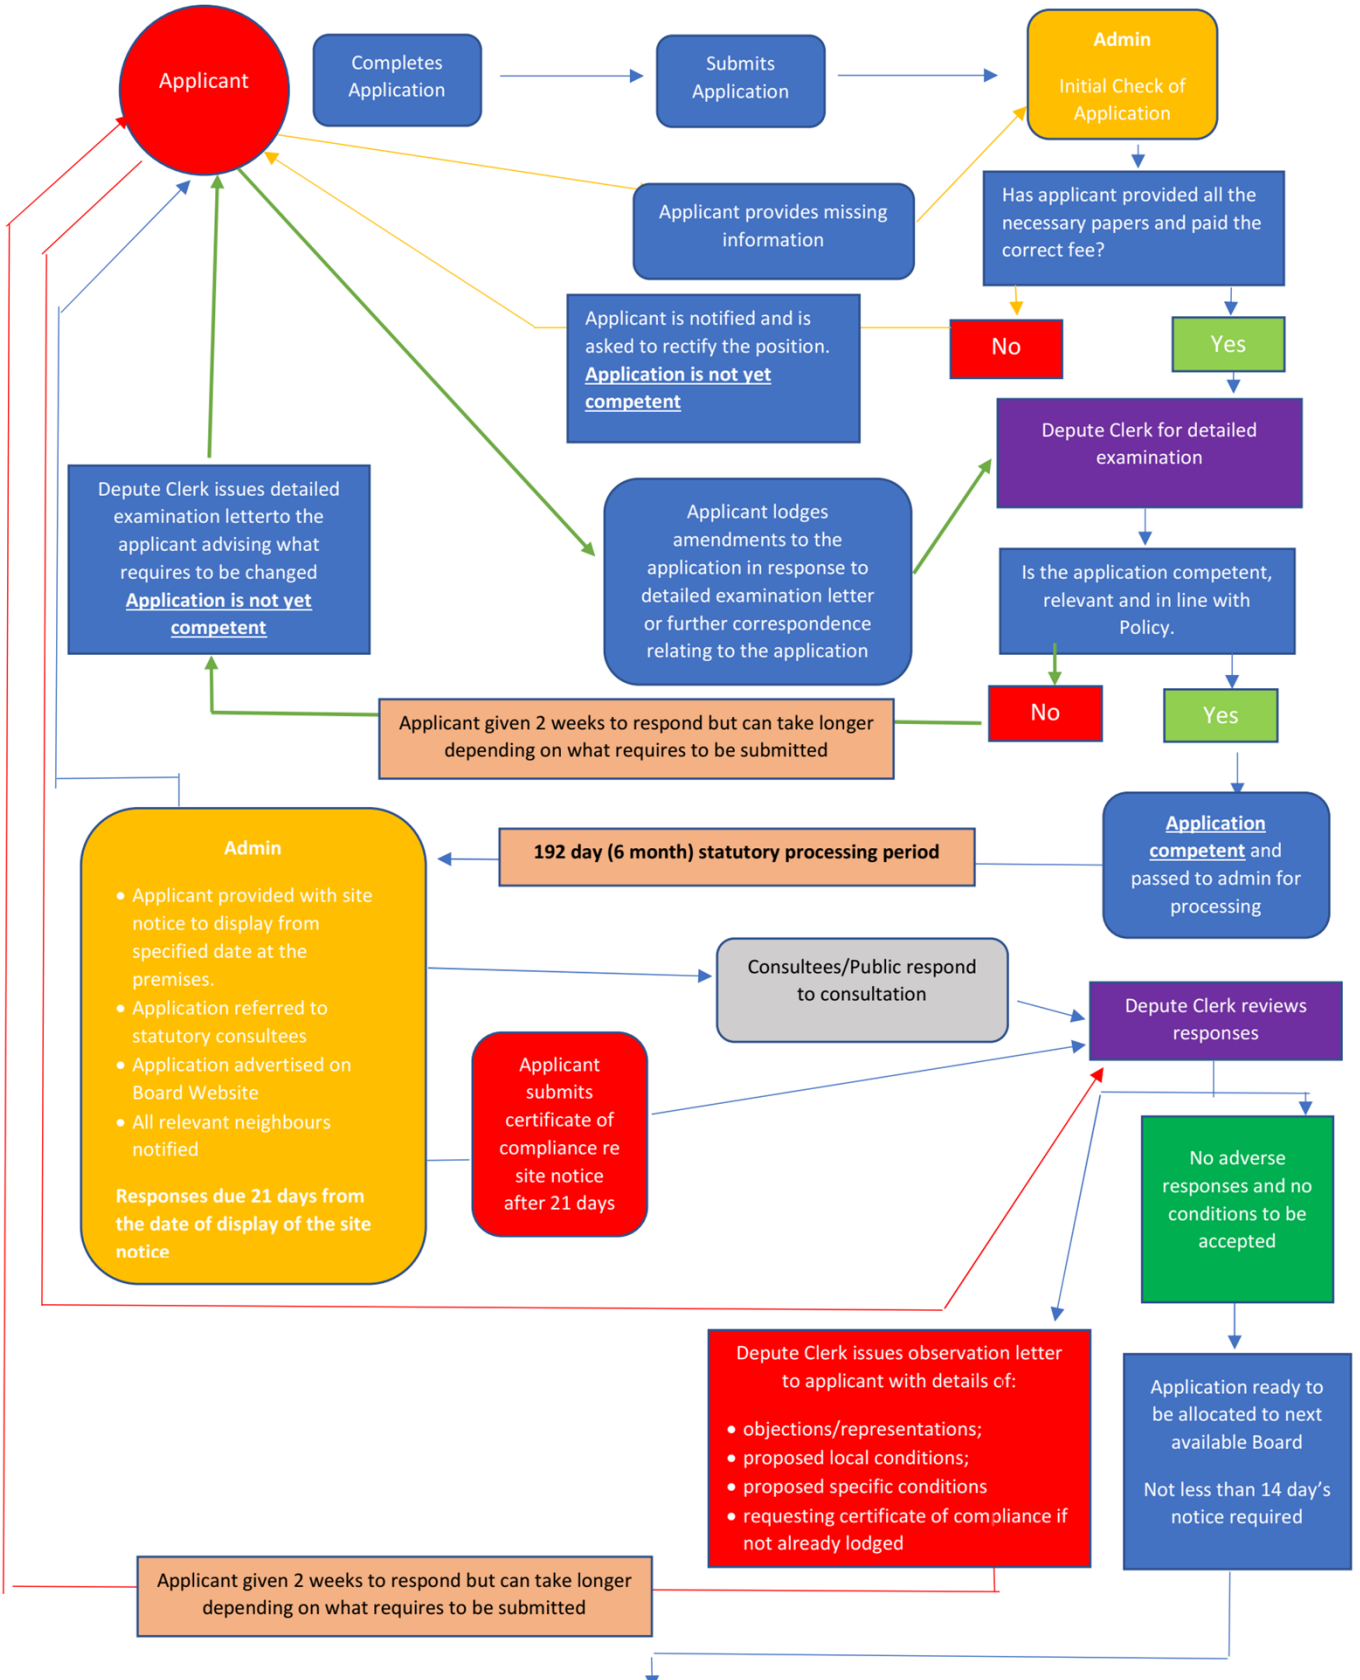 Applicant
Completes
Application
Submits
Application
Admin
Initial Check of
Application
Applicant provides missing
information
Has applicant provided all the
necessary papers and paid the
correct fee?
Applicant is notified and is
asked to rectify the position.
Application is not yet
competent
No
Yes
Depute Clerk for detailed
examination
Depute Clerk issues detailed
examination letterto the
applicant advising what
requires to be changed
Application is not yet
competent
Applicant lodges
amendments to the
application in response to
detailed examination letter
or further correspondence
relating to the application
Is the application competent,
relevant and in line with
Policy.
No
Yes
Applicant given 2 weeks to respond but can take longer
depending on what requires to be submitted
Application
competent and
passed to admin for
processing
192 day (6 month) statutory processing period
Admin
• Applicant provided with site
notice to display from
specified date at the
premises.
• Application referred to
statutory consultees
• Application advertised on
Board Website
• All relevant neighbours
notified
Responses due 21 days from
the date of display of the site
notice
Consultees/Public respond
to consultation
Depute Clerk reviews
responses
Applicant
submits
certificate of
compliance re
site notice
after 21 days
No adverse
responses and no
conditions to be
accepted
Depute Clerk issues observation letter
to applicant with details of:
• objections/representations;
• proposed local conditions;
• proposed specific conditions
• requesting certificate of compliance if
not already lodged
Application ready to
be allocated to next
available Board
Not less than 14 day's
notice required
Applicant given 2 weeks to respond but can take longer
depending on what requires to be submitted